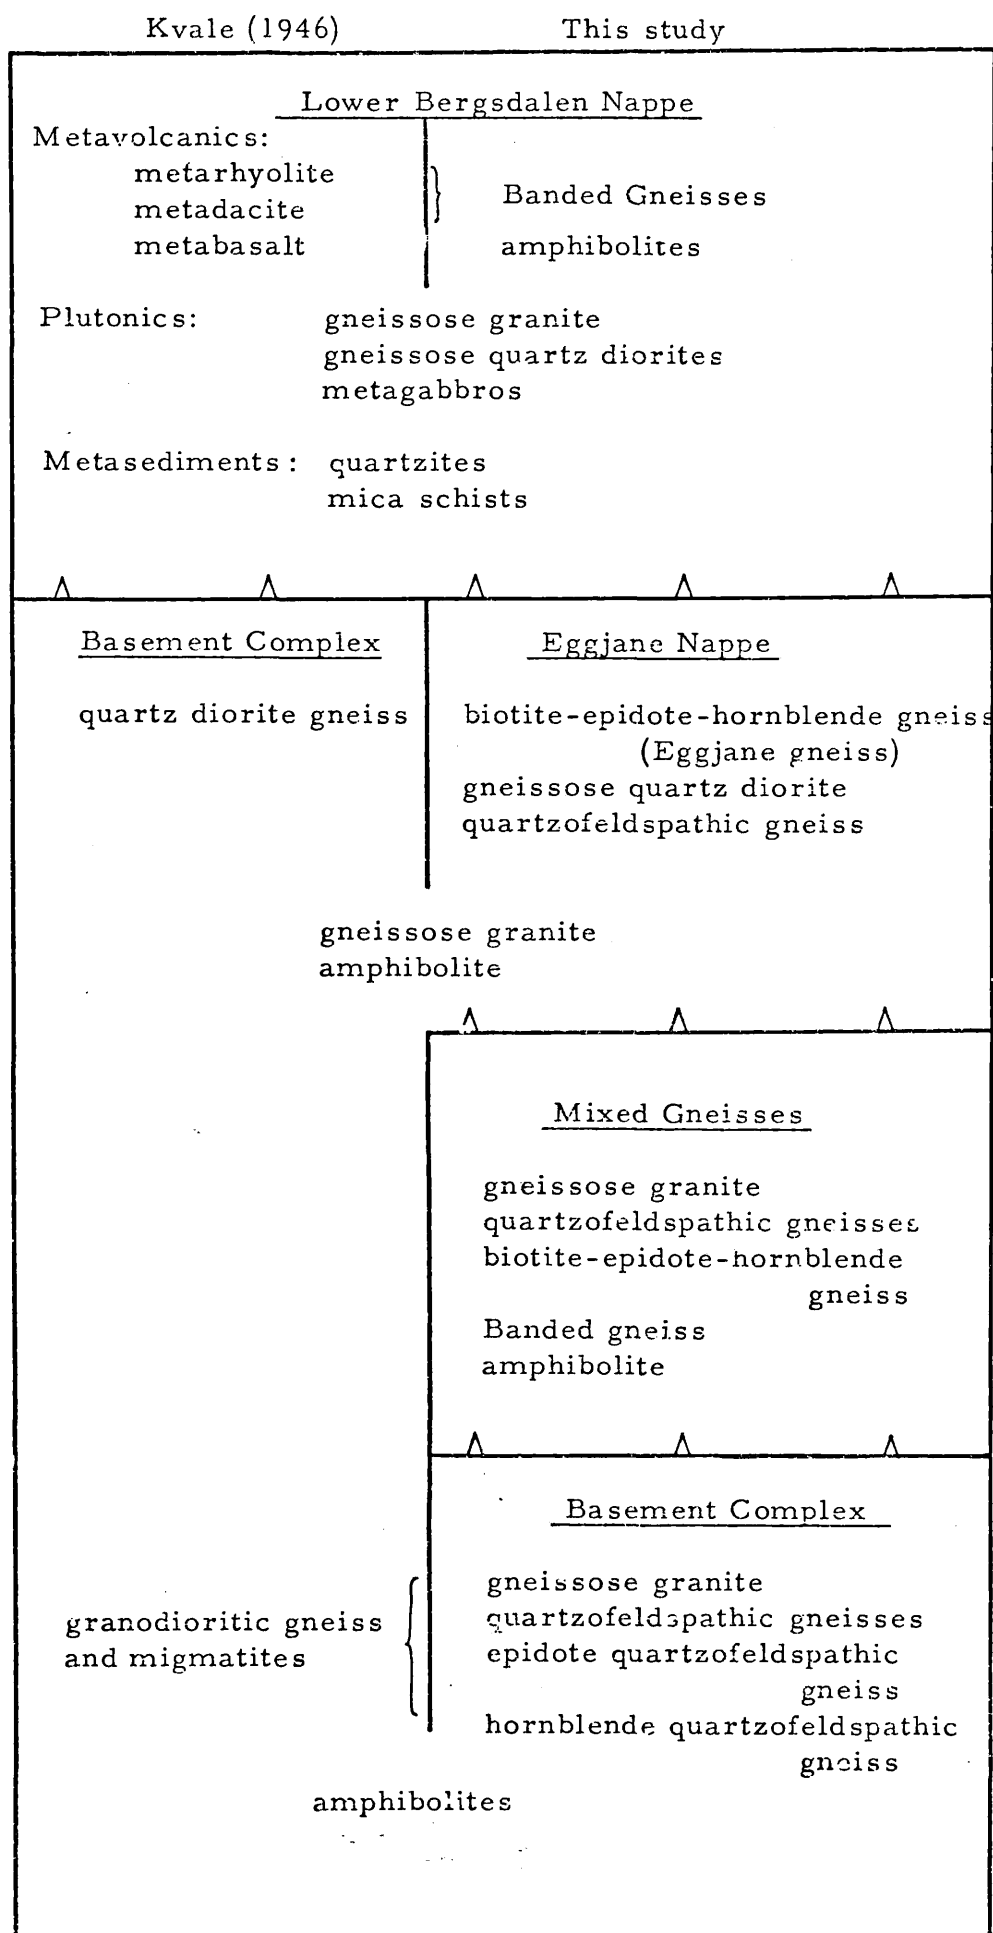 Kvale (1946) This study
Lower Bergsdalen Nappe
Metavolcanics:
metarhyolite
metadacite
metabasalt
Banded Gneisses
amphibolites
Plutonics: gneissose granite
gneissose quartz diorites
metagabbros
Metasediments: quartzites
mica schists
Basement Complex
quartz diorite gneiss
Eggjane Nappe
biotite-epidote-hornblende gneiss
(Eggjane gneiss)
gneissose quartz diorite
quartzofeldspathic gneiss
gneissose granite
amphibolite
Mixed Gneisses
gneissose granite
quartzofeldspathic gneisses
biotite-epidote-hornblende
gneiss
Banded gneiss
amphibolite
Basement Complex
granodioritic gneiss
and migmatites
gneissose granite
quartzofeldspathic gneisses
epidote quartzofeldspathic
gneiss
hornblende quartzofeldspathic
gneiss
amphibolites